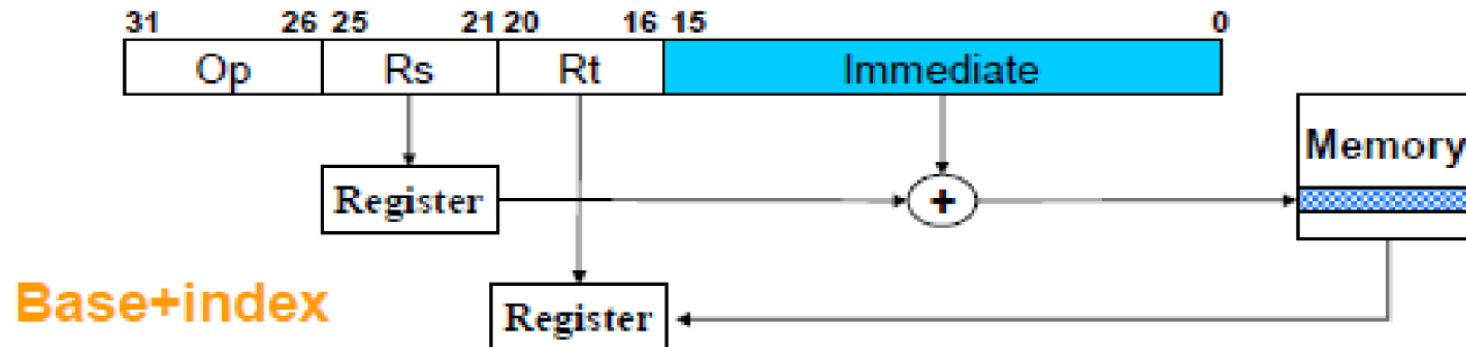 31 26 25 21 20 16 15 0
Op Rs Rt Immediate
Memory
Register +
Base+index
Register